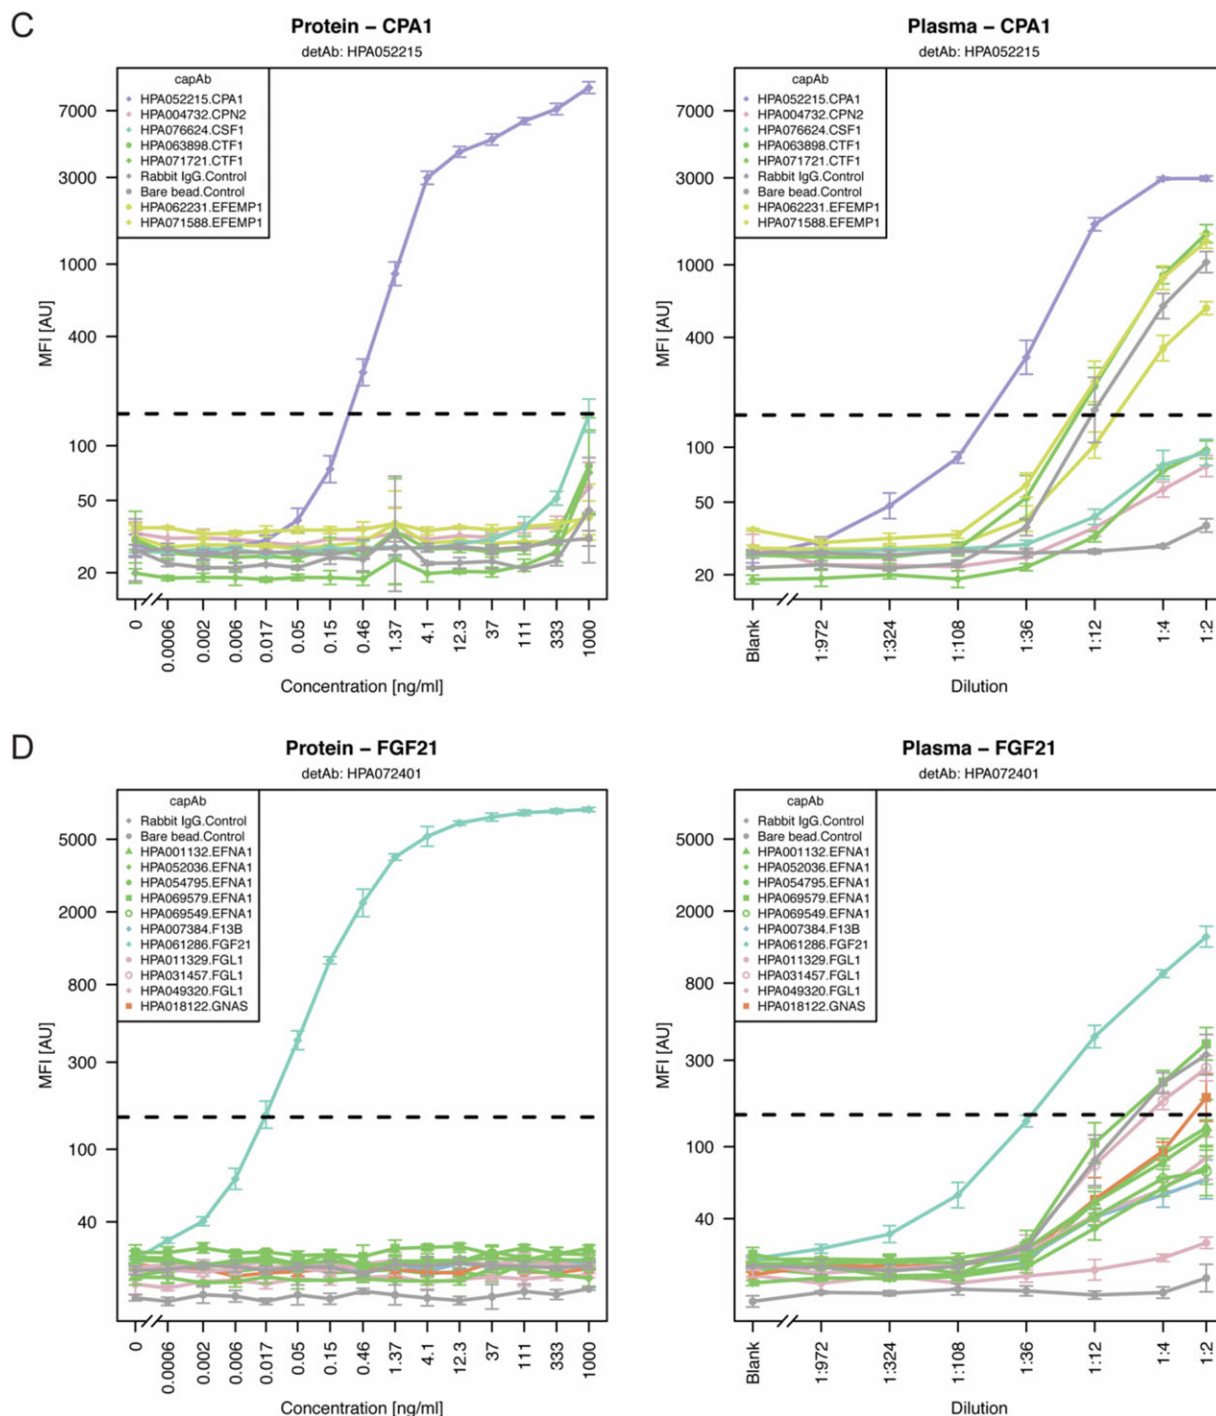 C
Protein – CPA1
detAb: HPA052215
capAb
HPA052215.CPA1
HPA004732.CPN2
HPA076624.CSF1
HPA063898.CTF1
HPA071721.CTF1
Rabbit IgG.Control
Bare bead.Control
HPA062231.EFEMP1
HPA071588.EFEMP1
MFI [AU]
7000
3000
1000
400
100
50
20
0
0.0006
0.002
0.006
0.017
0.05
0.15
0.46
1.37
4.1
12.3
37
111
333
1000
Concentration [ng/ml]
Plasma – CPA1
detAb: HPA052215
capAb
HPA052215.CPA1
HPA004732.CPN2
HPA076624.CSF1
HPA063898.CTF1
HPA071721.CTF1
Rabbit IgG.Control
Bare bead.Control
HPA062231.EFEMP1
HPA071588.EFEMP1
MFI [AU]
7000
3000
1000
400
100
50
20
Blank
1:972
1:324
1:108
1:36
1:12
1:4
1:2
Dilution
D
Protein – FGF21
detAb: HPA072401
capAb
Rabbit IgG.Control
Bare bead.Control
HPA001132.EFNA1
HPA052036.EFNA1
HPA054795.EFNA1
HPA069579.EFNA1
HPA069549.EFNA1
HPA007384.F13B
HPA061286.FGF21
HPA011329.FGL1
HPA031457.FGL1
HPA049320.FGL1
HPA018122.GNAS
MFI [AU]
5000
2000
800
300
100
40
0
0.0006
0.002
0.006
0.017
0.05
0.15
0.46
1.37
4.1
12.3
37
111
333
1000
Concentration [ng/ml]
Plasma – FGF21
detAb: HPA072401
capAb
Rabbit IgG.Control
Bare bead.Control
HPA001132.EFNA1
HPA052036.EFNA1
HPA054795.EFNA1
HPA069579.EFNA1
HPA069549.EFNA1
HPA007384.F13B
HPA061286.FGF21
HPA011329.FGL1
HPA031457.FGL1
HPA049320.FGL1
HPA018122.GNAS
MFI [AU]
5000
2000
800
300
100
40
Blank
1:972
1:324
1:108
1:36
1:12
1:4
1:2
Dilution